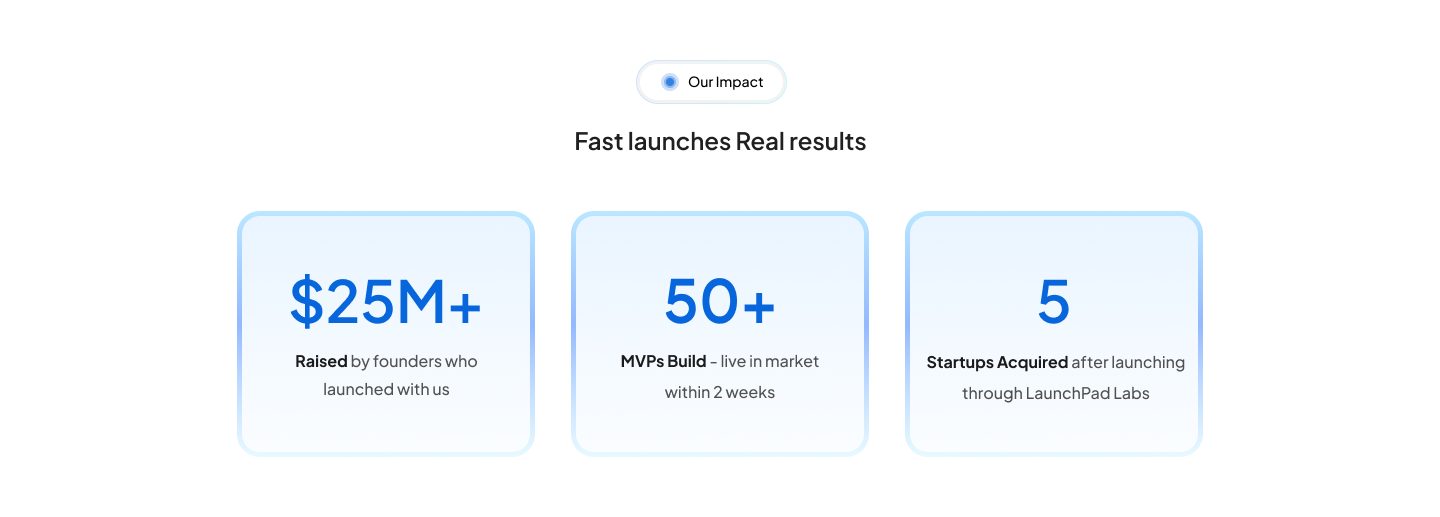 Our Impact
Fast launches Real results
$25M+
Raised by founders who
launched with us
50+
MVPs Build - live in market
within 2 weeks
5
Startups Acquired after launching
through LaunchPad Labs